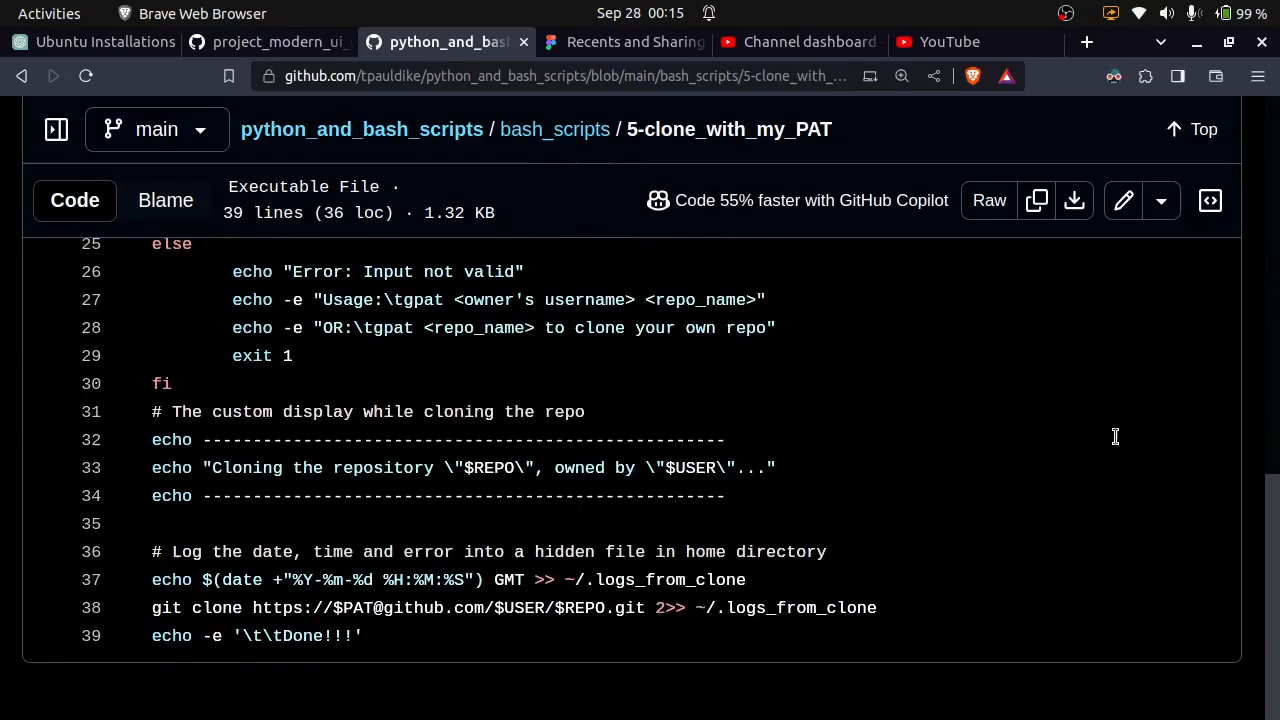 Activities Brave Web Browser Sep 28 00:15 99 %
Ubuntu Installations project_modern_ui_ python_and_bash Recents and Sharing Channel dashboard YouTube
github.com/tpauldike/python_and_bash_scripts/blob/main/bash_scripts/5-clone_with_...
main python_and_bash_scripts / bash_scripts / 5-clone_with_my_PAT Top
Code Blame Executable File · Code 55% faster with GitHub Copilot Raw
39 lines (36 loc) · 1.32 KB
25 else
26 echo "Error: Input not valid"
27 echo -e "Usage:\tgpat <owner's username> <repo_name>"
28 echo -e "OR:\tgpat <repo_name> to clone your own repo"
29 exit 1
30 fi
31 # The custom display while cloning the repo
32 echo ----------------------------------------------------
33 echo "Cloning the repository \"$REPO\", owned by \"$USER\"..."
34 echo ----------------------------------------------------
35
36 # Log the date, time and error into a hidden file in home directory
37 echo $(date +"%Y-%m-%d %H:%M:%S") GMT >> ~/.logs_from_clone
38 git clone https://$PAT@github.com/$USER/$REPO.git 2>> ~/.logs_from_clone
39 echo -e '\t\tDone!!!'